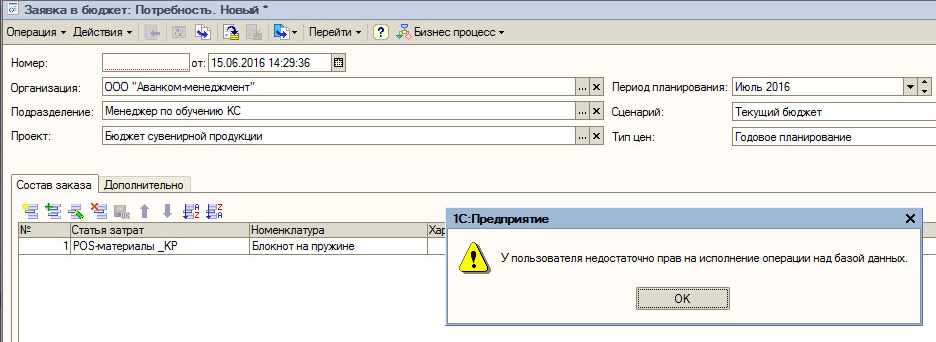 Заявка в бюджет: Потребность. Новый *
Операция Действия Перейти ? Бизнес процесс
Номер: от: 15.06.2016 14:29:36
Организация: ООО "Аванком-менеджмент" ... × Период планирования: Июль 2016
Подразделение: Менеджер по обучению КС ... × Сценарий: Текущий бюджет
Проект: Бюджет сувенирной продукции ... × Тип цен: Годовое планирование
Состав заказа Дополнительно
№ Статья затрат Номенклатура
1 POS-материалы _КР Блокнот на пружине
1С:Предприятие
У пользователя недостаточно прав на исполнение операции над базой данных.
OK